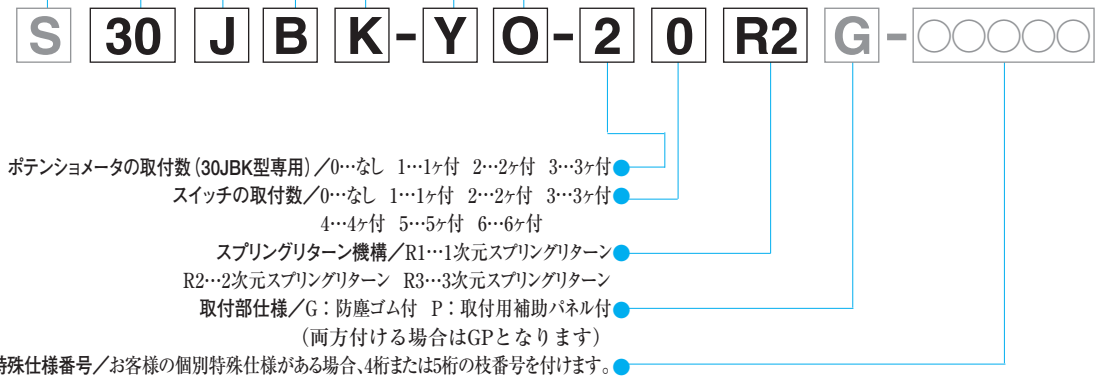 S 30 J B K-Y O-2 0 R2 G-○○○○○
ポテンショメータの取付数(30JBK型専用)/0…なし 1…1ヶ付 2…2ヶ付 3…3ヶ付
スイッチの取付数/0…なし 1…1ヶ付 2…2ヶ付 3…3ヶ付
4…4ヶ付 5…5ヶ付 6…6ヶ付
スプリングリターン機構/R1…1次元スプリングリターン
R2…2次元スプリングリターン R3…3次元スプリングリターン
取付部仕様/G:防塵ゴム付 P:取付用補助パネル付
(両方付ける場合はGPとなります)
特殊仕様番号/お客様の個別特殊仕様がある場合、4桁または5桁の枝番号を付けます。